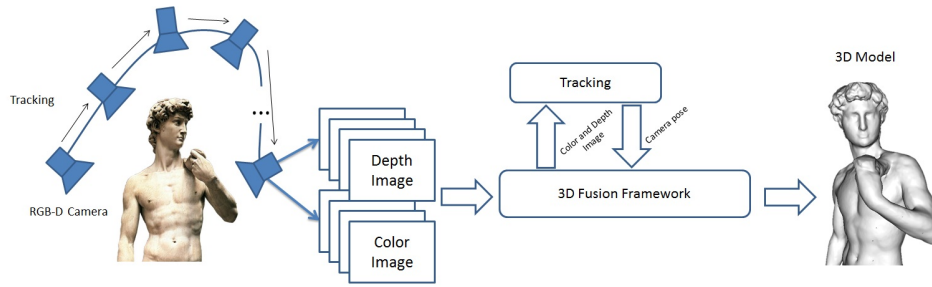 Tracking
RGB-D Camera
...
Depth
Image
Color
Image
Tracking
Color and Depth
Image
Camera pose
3D Fusion Framework
3D Model